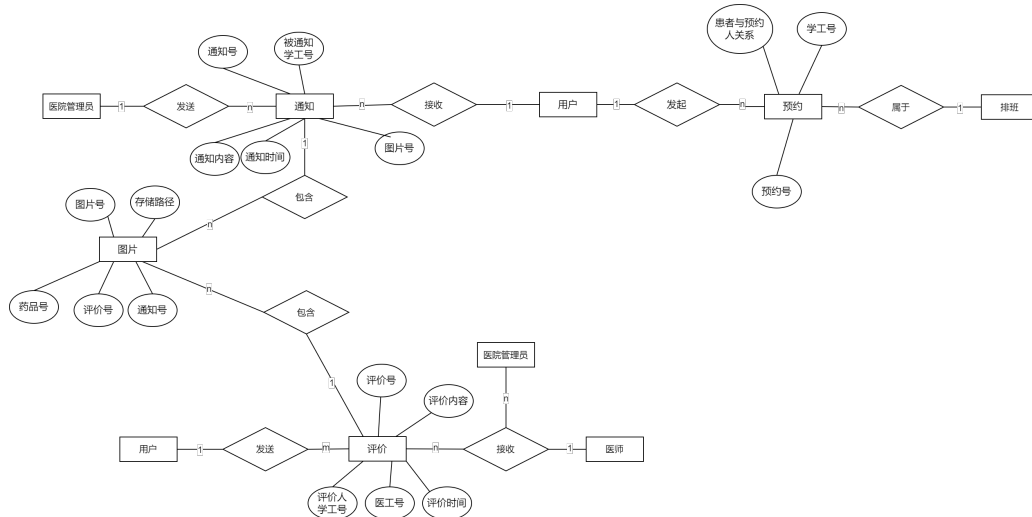 患者与预约
人关系
学工号
通知号
被通知
学工号
医院管理员
1
发送
n
通知
n
接收
1
用户
1
发起
n
预约
n
属于
1
排班
通知内容
通知时间
1
图片号
预约号
包含
图片号
存储路径
n
图片
药品号
评价号
通知号
n
包含
1
医院管理员
评价号
评价内容
n
用户
1
发送
m
评价
n
接收
1
医师
评价人
学工号
医工号
评价时间